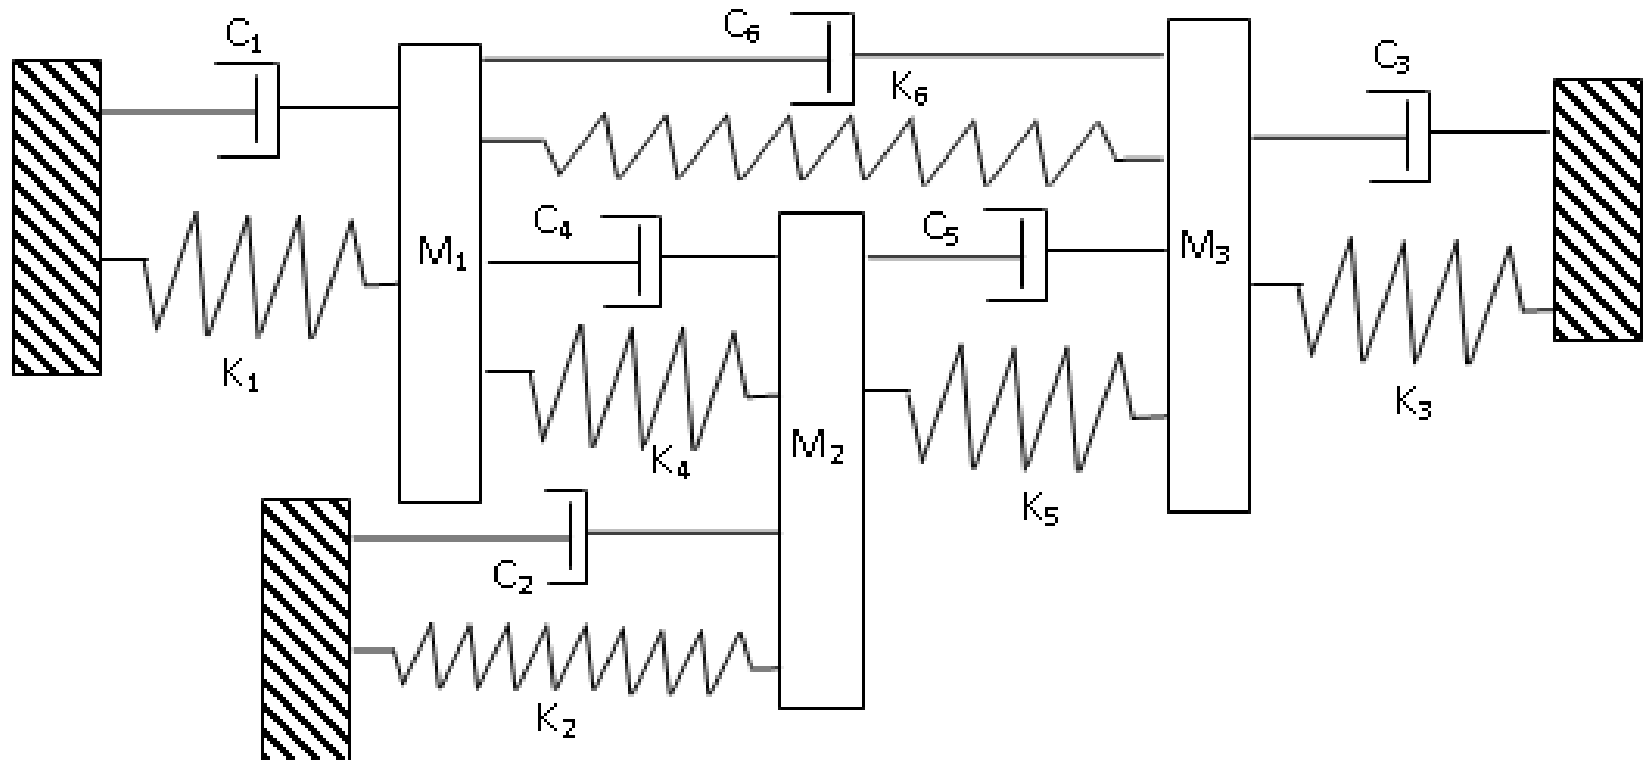 C₁
C₆
K₆
C₃
C₄
C₅
M₁
M₃
K₁
K₄
M₂
K₃
K₅
C₂
K₂